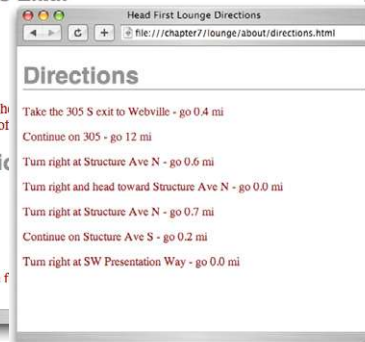 Head First Lounge Directions
file:///chapter7/lounge/about/directions.html
Directions
Take the 305 S exit to Webville - go 0.4 mi
Continue on 305 - go 12 mi
Turn right at Structure Ave N - go 0.6 mi
Turn right and head toward Structure Ave N - go 0.0 mi
Turn right at Structure Ave N - go 0.7 mi
Continue on Stucture Ave S - go 0.2 mi
Turn right at SW Presentation Way - go 0.0 mi